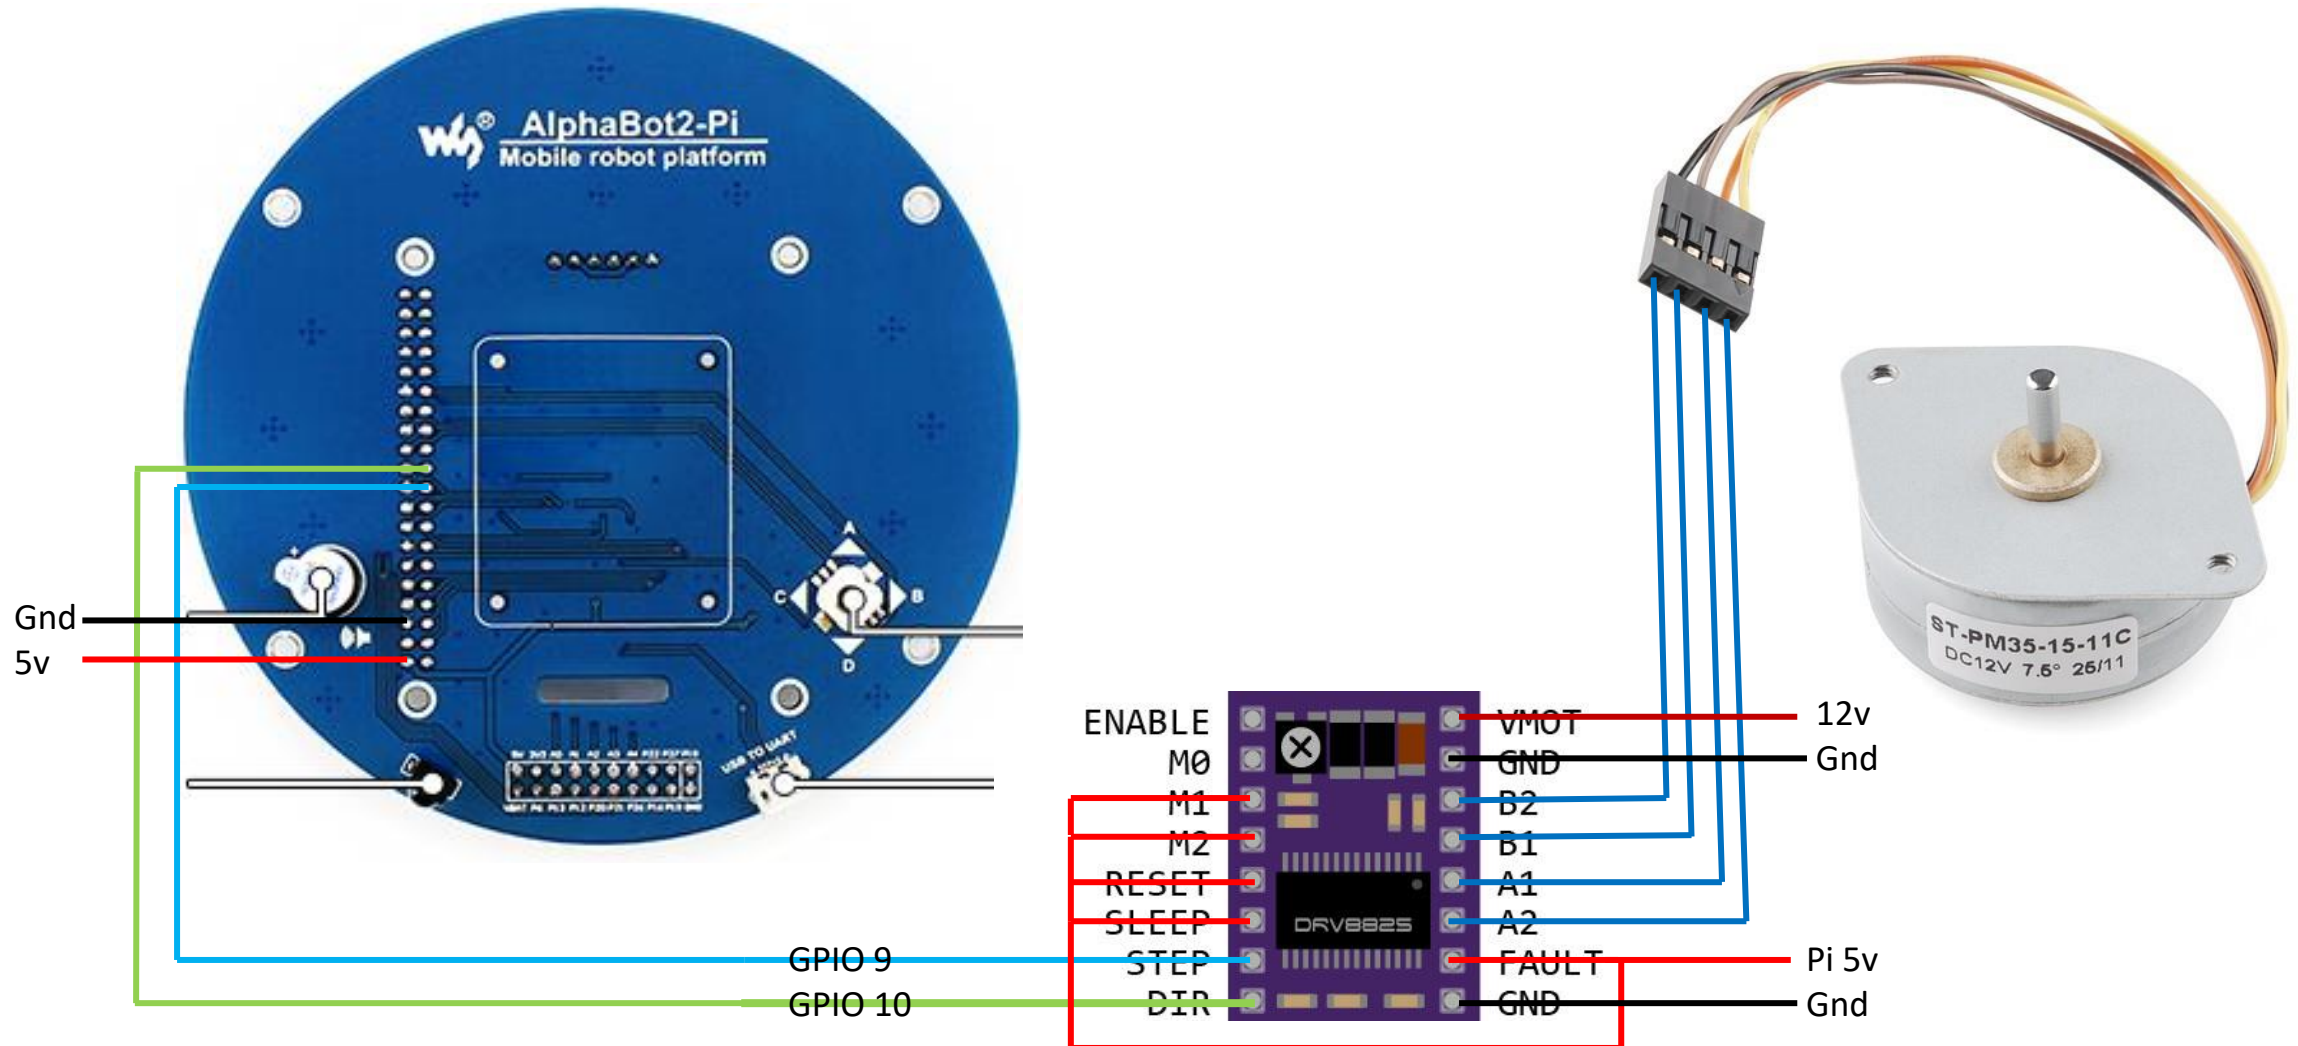 AlphaBot2-Pi
Mobile robot platform
A
C
B
D
Gnd
5v
USB TO UART
ST-PM35-15-11C
DC12V 7.5° 25/11
ENABLE
M0
M1
M2
RESET
SLEEP
STEP
DIR
GPIO 9
GPIO 10
DRV8825
VMOT
GND
B2
B1
A1
A2
FAULT
GND
12v
Gnd
Pi 5v
Gnd